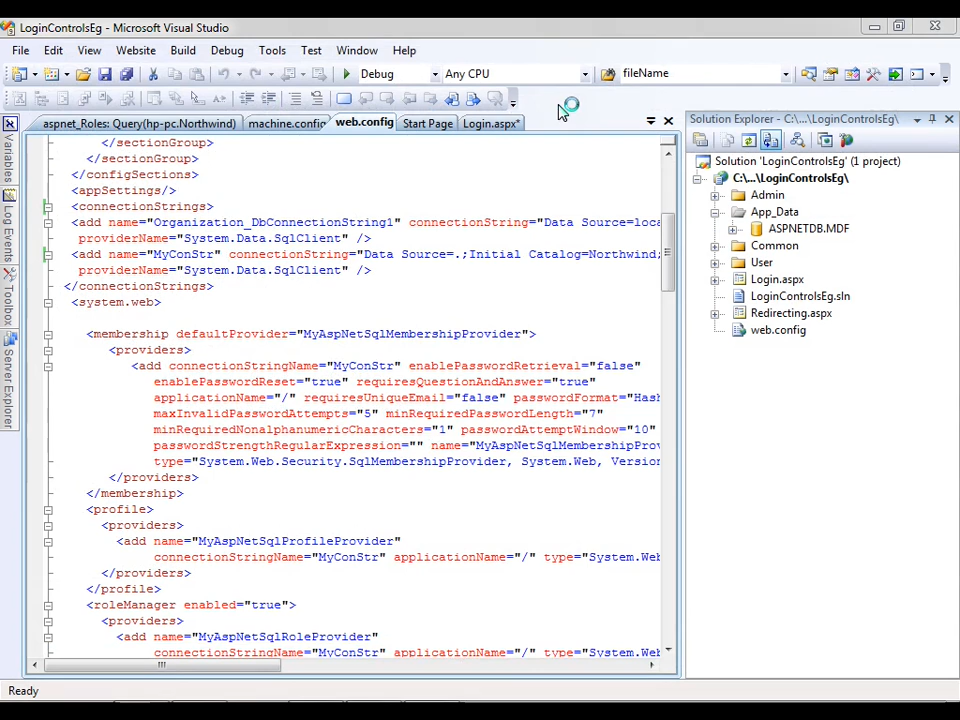 LoginControlsEg - Microsoft Visual Studio
File Edit View Website Build Debug Tools Test Window Help
Debug Any CPU fileName
aspnet_Roles: Query(hp-pc.Northwind) machine.config web.config Start Page Login.aspx*
Variables
Log Events
Toolbox
Server Explorer
</sectionGroup>
</sectionGroup>
</configSections>
<appSettings/>
<connectionStrings>
<add name="Organization_DbConnectionString1" connectionString="Data Source=loca
providerName="System.Data.SqlClient" />
<add name="MyConStr" connectionString="Data Source=.;Initial Catalog=Northwind;
providerName="System.Data.SqlClient" />
</connectionStrings>
<system.web>
<membership defaultProvider="MyAspNetSqlMembershipProvider">
<providers>
<add connectionStringName="MyConStr" enablePasswordRetrieval="false"
enablePasswordReset="true" requiresQuestionAndAnswer="true"
applicationName="/" requiresUniqueEmail="false" passwordFormat="Hash
maxInvalidPasswordAttempts="5" minRequiredPasswordLength="7"
minRequiredNonalphanumericCharacters="1" passwordAttemptWindow="10"
passwordStrengthRegularExpression="" name="MyAspNetSqlMembershipProv
type="System.Web.Security.SqlMembershipProvider, System.Web, Version
</providers>
</membership>
<profile>
<providers>
<add name="MyAspNetSqlProfileProvider"
connectionStringName="MyConStr" applicationName="/" type="System.Web
</providers>
</profile>
<roleManager enabled="true">
<providers>
<add name="MyAspNetSqlRoleProvider"
connectionStringName="MyConStr" applicationName="/" type="System.Web
Solution Explorer - C:\...\LoginControlsEg\
Solution 'LoginControlsEg' (1 project)
C:\...\LoginControlsEg\
Admin
App_Data
ASPNETDB.MDF
Common
User
Login.aspx
LoginControlsEg.sln
Redirecting.aspx
web.config
Ready